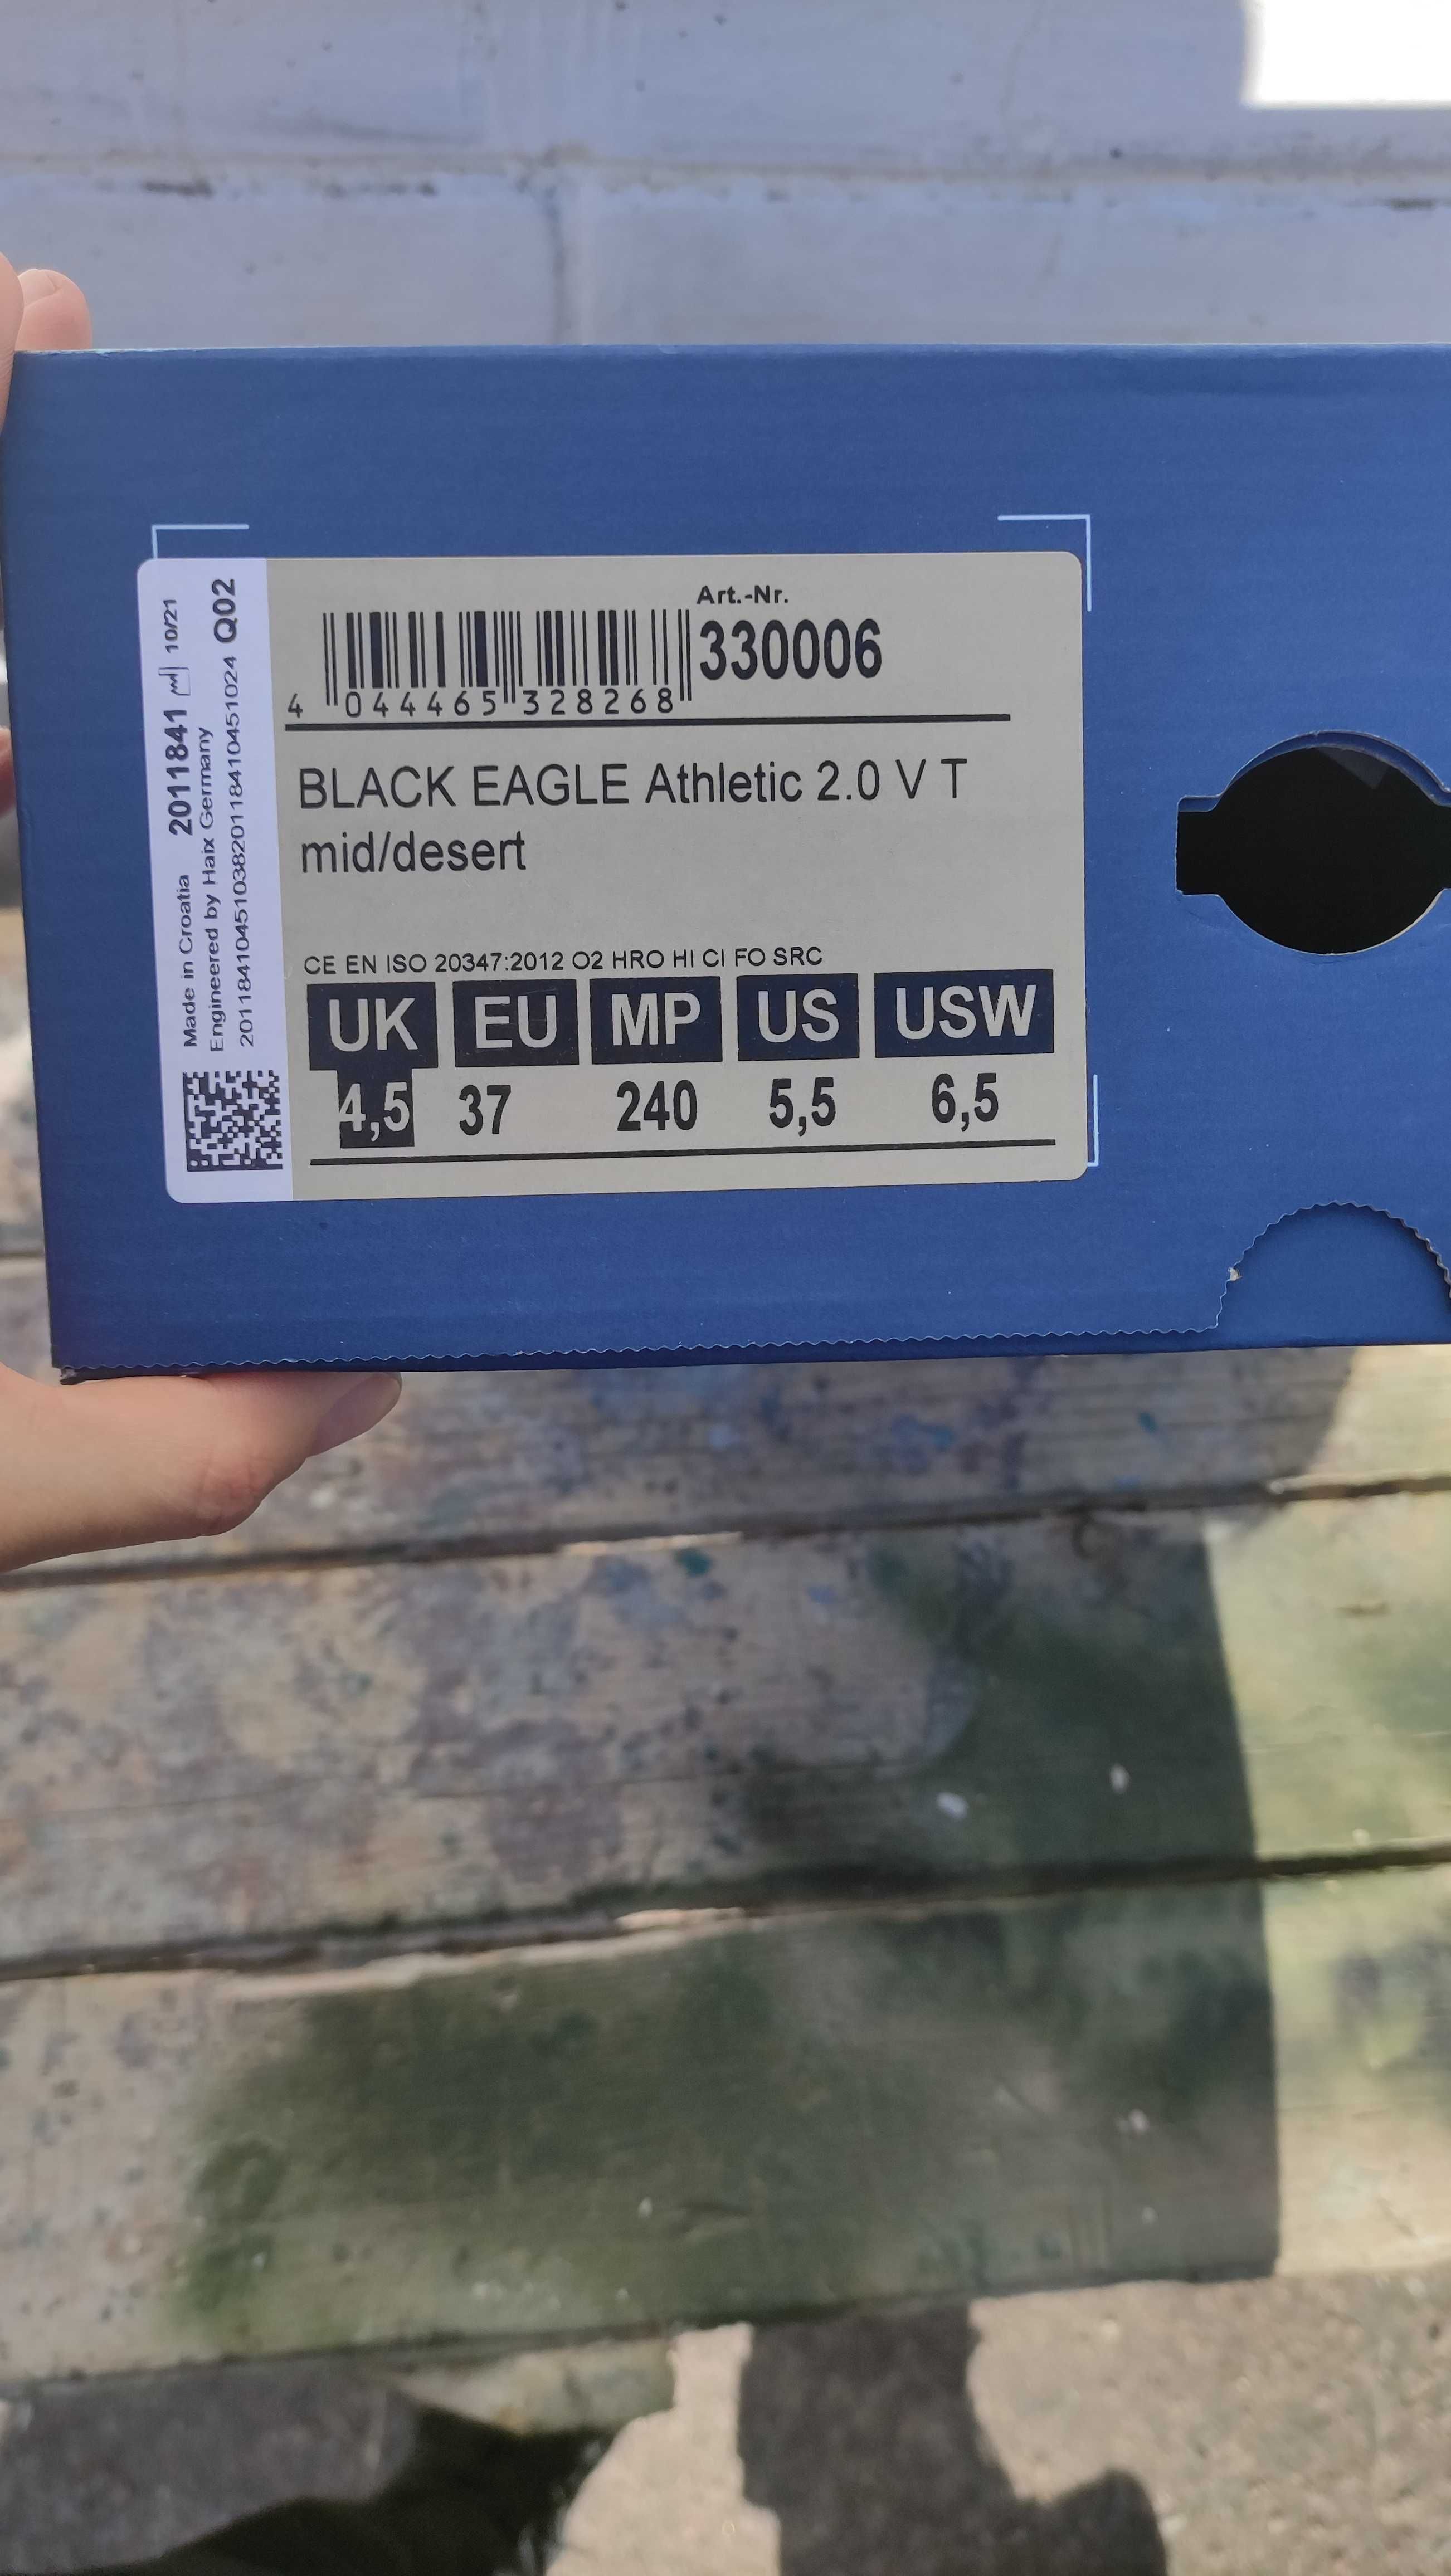 Made in Croatia 2011841 10/21
Engineered by Haix Germany
2011841045103820118410451024 Q02
Art.-Nr.
330006
4 044465 328268
BLACK EAGLE Athletic 2.0 V T
mid/desert
CE EN ISO 20347:2012 O2 HRO HI CI FO SRC
UK EU MP US USW
4,5 37 240 5,5 6,5